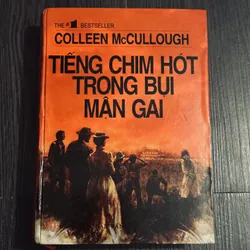 THE #1 BESTSELLER
COLLEEN McCULLOUGH
TIẾNG CHIM HÓT
TRONG BỤI
MẬN GAI